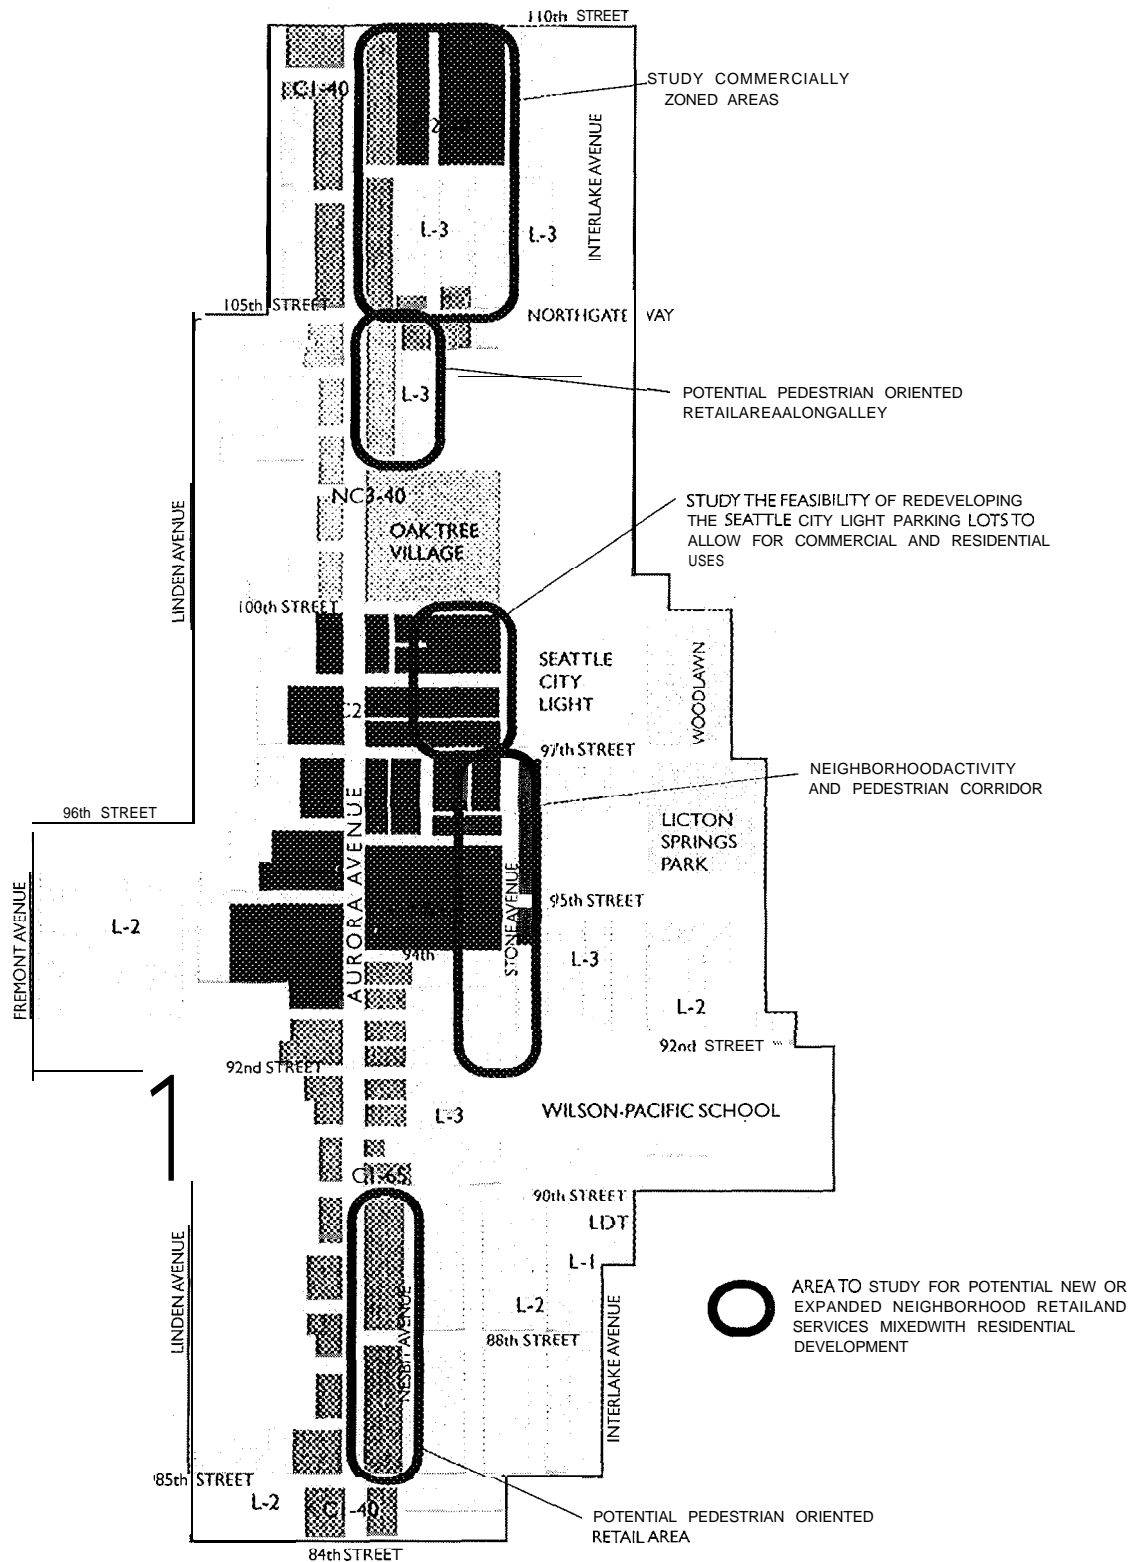 110th STREET
STUDY COMMERCIALLY
ZONED AREAS
C1-40
INTERLAKE AVENUE
L-3
L-3
105th STREET
NORTHGATE WAY
L-3
POTENTIAL PEDESTRIAN ORIENTED
RETAILAREAALONGALLEY
NC3-40
OAK TREE
VILLAGE
STUDY THE FEASIBILITY OF REDEVELOPING
THE SEATTLE CITY LIGHT PARKING LOTS TO
ALLOW FOR COMMERCIAL AND RESIDENTIAL
USES
LINDEN AVENUE
100th STREET
SEATTLE
CITY
LIGHT
WOODLAWN
C2
97th STREET
NEIGHBORHOODACTIVITY
AND PEDESTRIAN CORRIDOR
96th STREET
AURORA AVENUE
LICTON
SPRINGS
PARK
FREMONT AVENUE
L-2
STONE AVENUE
95th STREET
94th
L-3
L-2
92nd STREET
92nd STREET
1
L-3
WILSON-PACIFIC SCHOOL
C1-65
90th STREET
LDT
L-1
LINDEN AVENUE
NESBIT AVENUE
L-2
88th STREET
INTERLAKE AVENUE
AREA TO STUDY FOR POTENTIAL NEW OR
EXPANDED NEIGHBORHOOD RETAILAND
SERVICES MIXEDWITH RESIDENTIAL
DEVELOPMENT
85th STREET
L-2
C1-40
POTENTIAL PEDESTRIAN ORIENTED
RETAIL AREA
84th STREET